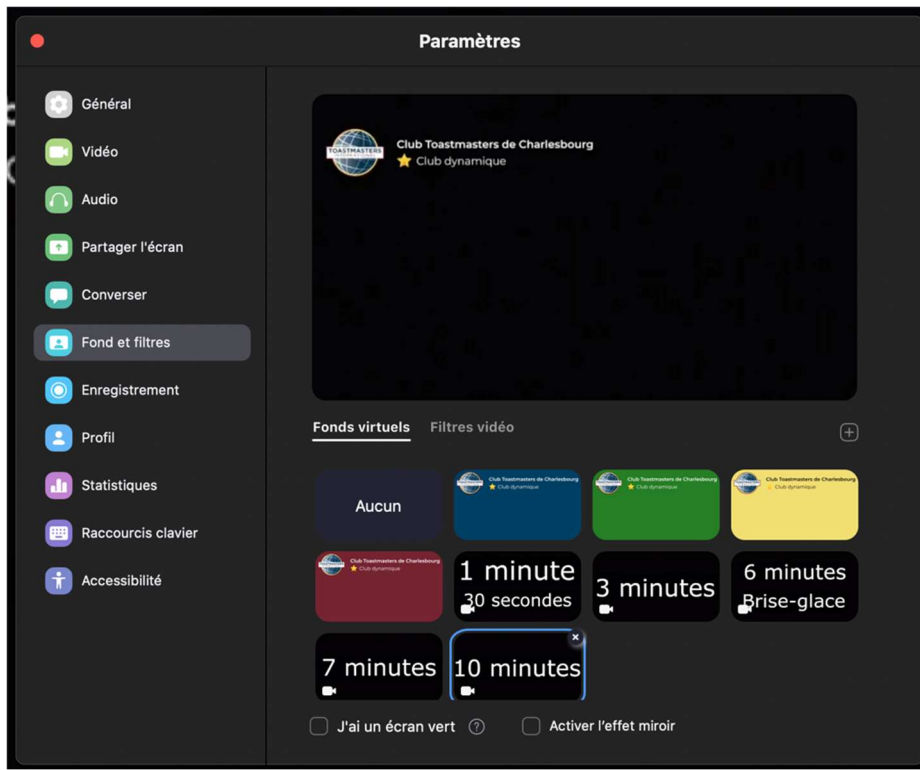 Paramètres
Général
Vidéo
Audio
Partager l'écran
Converser
Fond et filtres
Enregistrement
Profil
Statistiques
Raccourcis clavier
Accessibilité
TOASTMASTERS
INTERNATIONAL
Club Toastmasters de Charlesbourg
Club dynamique
Fonds virtuels
Filtres vidéo
Aucun
Club Toastmasters de Charlesbourg
Club dynamique
Club Toastmasters de Charlesbourg
Club dynamique
Club Toastmasters de Charlesbourg
Club dynamique
Club Toastmasters de Charlesbourg
Club dynamique
1 minute
30 secondes
3 minutes
6 minutes
Brise-glace
7 minutes
10 minutes
J'ai un écran vert
?
Activer l'effet miroir